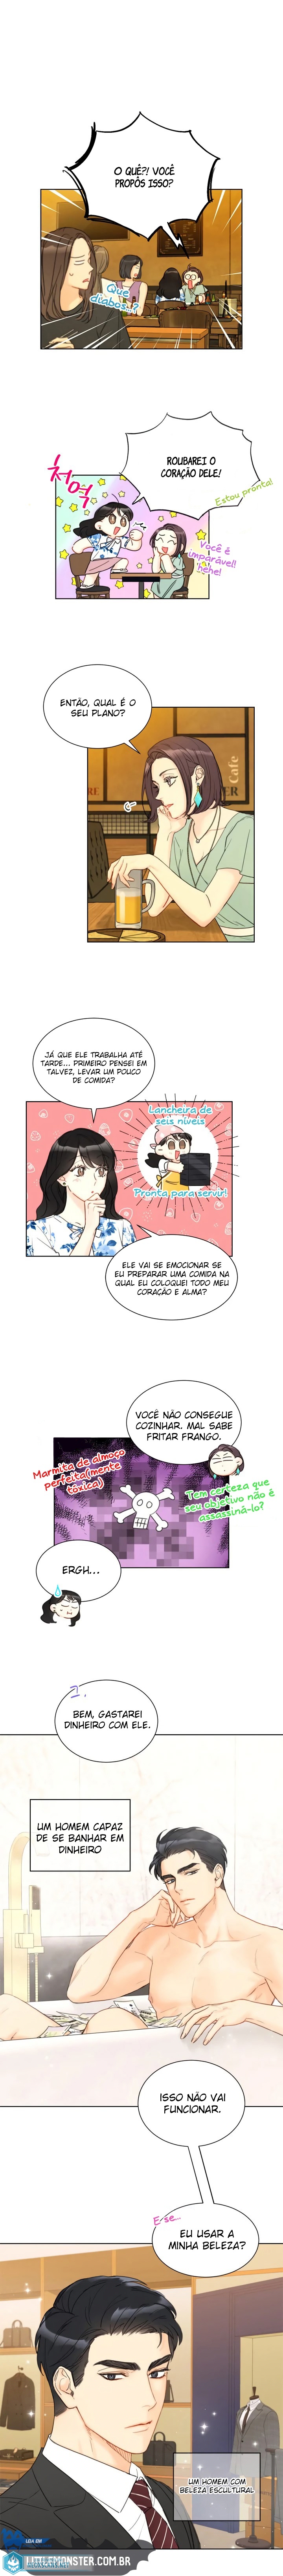 O QUÊ?! VOCÊ
PROPÔS ISSO?
Que
diabos..?
척억
ROUBAREI O
CORAÇÃO DELE!
Estou pronta!
Você é
imparável!
hehe!
ENTÃO, QUAL É O
SEU PLANO?
Cafe
JÁ QUE ELE TRABALHA ATÉ
TARDE... PRIMEIRO PENSEI EM
TALVEZ, LEVAR UM POUCO
DE COMIDA?
Lancheira de
seis níveis
Pronta para servir!
ELE VAI SE EMOCIONAR SE
EU PREPARAR UMA COMIDA NA
QUAL EU COLOQUEI TODO MEU
CORAÇÃO E ALMA?
VOCÊ NÃO CONSEGUE
COZINHAR. MAL SABE
FRITAR FRANGO.
Marmita de almoço
perfeita(mente
tóxica)
Tem certeza que
seu objetivo não é
assassiná-lo?
ERGH...
BEM, GASTAREI
DINHEIRO COM ELE.
UM HOMEM CAPAZ
DE SE BANHAR EM
DINHEIRO
ISSO NÃO VAI
FUNCIONAR.
E se...
EU USAR A
MINHA BELEZA?
UM HOMEM COM
BELEZA ESCULTURAL
LEIA EM
LITTLEMONSTER.COM.BR